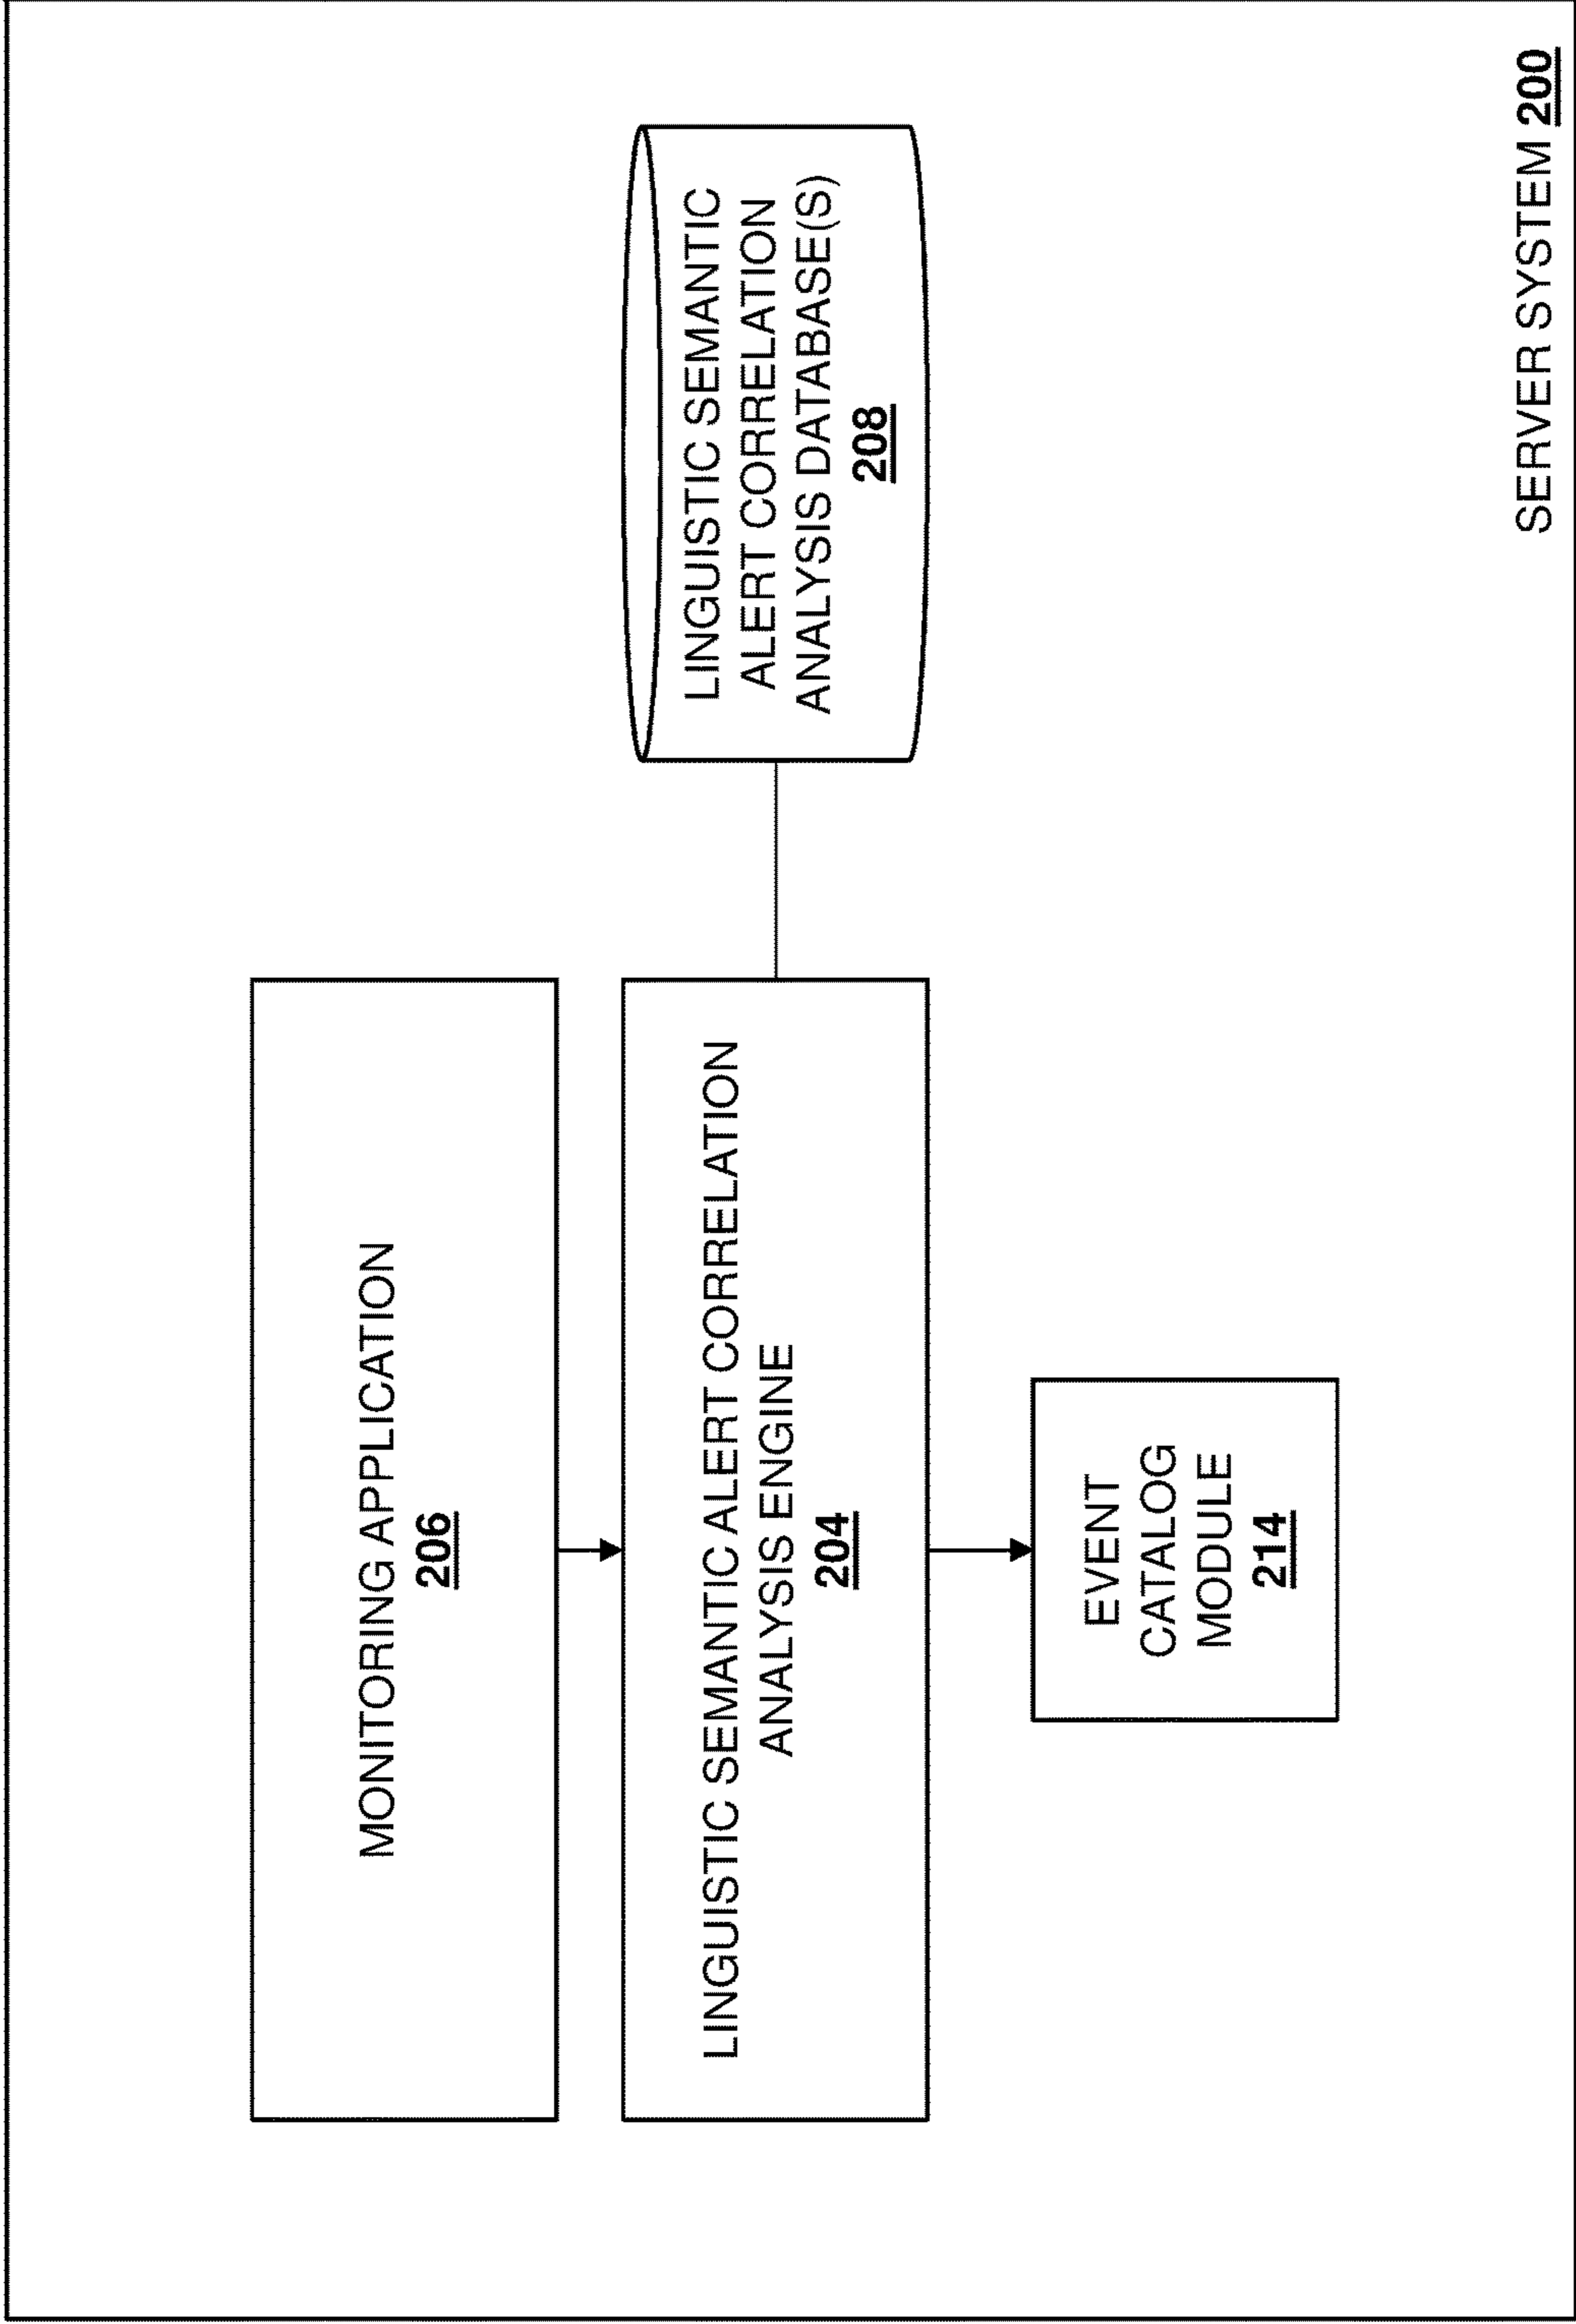 MONITORING APPLICATION
206
LINGUISTIC SEMANTIC ALERT CORRELATION
ANALYSIS ENGINE
204
LINGUISTIC SEMANTIC
ALERT CORRELATION
ANALYSIS DATABASE(S)
208
EVENT
CATALOG
MODULE
214
SERVER SYSTEM 200